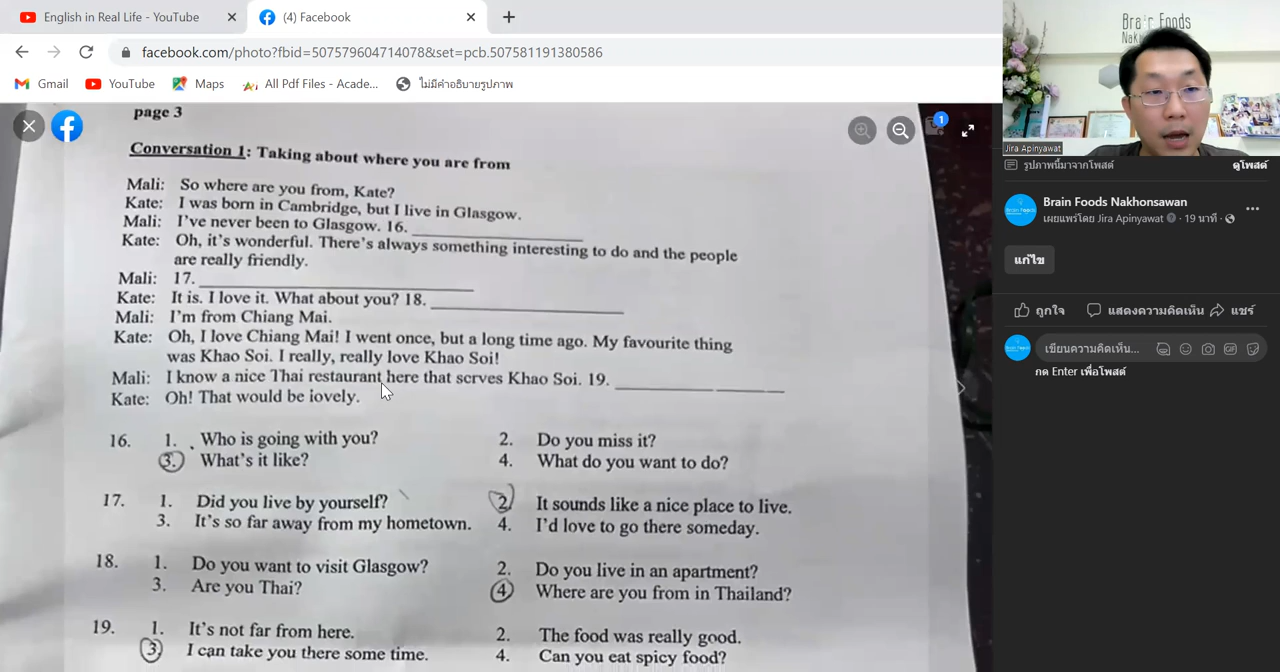 English in Real Life - YouTube
(4) Facebook
facebook.com/photo?fbid=507579604714078&set=pcb.507581191380586
Gmail YouTube Maps All Pdf Files - Acade... ไม่มีคำอธิบายรูปภาพ
page 3
Conversation 1: Taking about where you are from
Mali: So where are you from, Kate?
Kate: I was born in Cambridge, but I live in Glasgow.
Mali: I've never been to Glasgow. 16.
Kate: Oh, it's wonderful. There's always something interesting to do and the people
are really friendly.
Mali: 17.
Kate: It is. I love it. What about you? 18.
Mali: I'm from Chiang Mai.
Kate: Oh, I love Chiang Mai! I went once, but a long time ago. My favourite thing
was Khao Soi. I really, really love Khao Soi!
Mali: I know a nice Thai restaurant here that serves Khao Soi. 19.
Kate: Oh! That would be lovely.
16. 1. Who is going with you? 2. Do you miss it?
3. What's it like? 4. What do you want to do?
17. 1. Did you live by yourself? 2. It sounds like a nice place to live.
3. It's so far away from my hometown. 4. I'd love to go there someday.
18. 1. Do you want to visit Glasgow? 2. Do you live in an apartment?
3. Are you Thai? 4. Where are you from in Thailand?
19. 1. It's not far from here. 2. The food was really good.
3. I can take you there some time. 4. Can you eat spicy food?
1
Brain Foods
Jira Apinyawat
รูปภาพนี้มาจากโพสต์ ดูโพสต์
Brain Foods Nakhonsawan
เผยแพร่โดย Jira Apinyawat · 19 นาที ·
แก้ไข
ถูกใจ แสดงความคิดเห็น แชร์
เขียนความคิดเห็น...
กด Enter เพื่อโพสต์